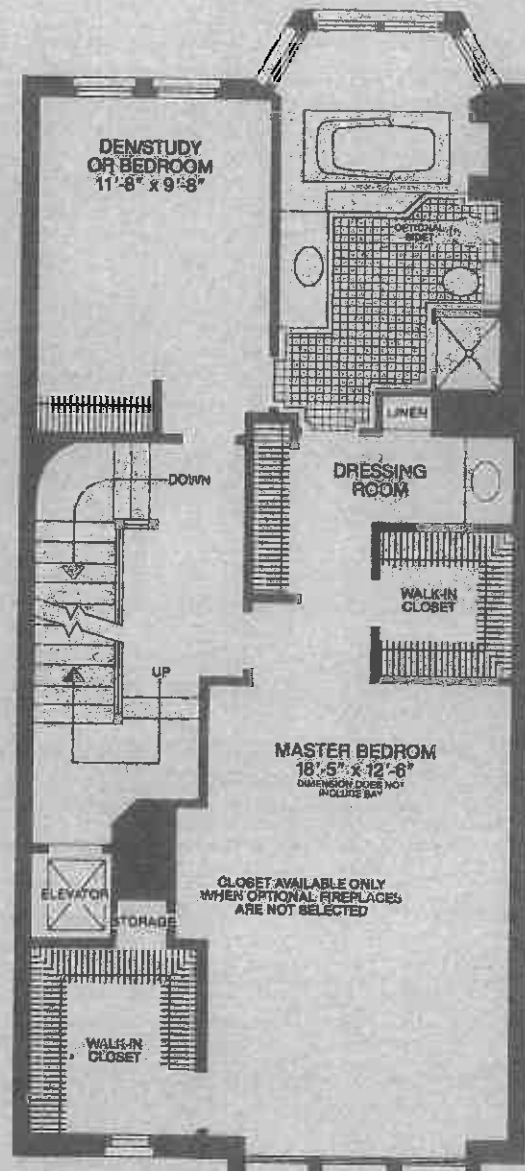 DEN/STUDY
OR BEDROOM
11'-8" x 9'-8"
OPTIONAL
BIDET
LINEN
DOWN
DRESSING
ROOM
WALK-IN
CLOSET
UP
MASTER BEDROM
18'-5" x 12'-6"
DIMENSION DOES NOT
INCLUDE BAY
CLOSET AVAILABLE ONLY
WHEN OPTIONAL FIREPLACES
ARE NOT SELECTED
ELEVATOR
STORAGE
WALK-IN
CLOSET